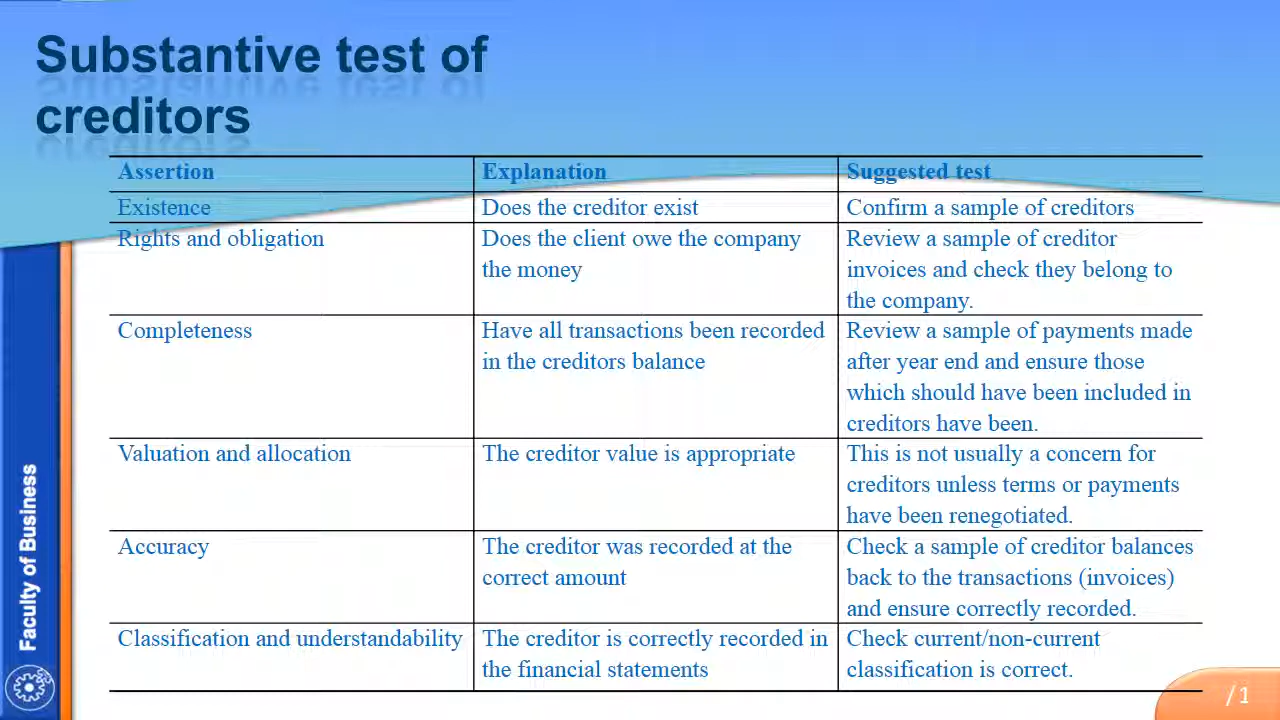 Substantive test of
creditors
Assertion
Explanation
Suggested test
Existence
Does the creditor exist
Confirm a sample of creditors
Rights and obligation
Does the client owe the company
the money
Review a sample of creditor
invoices and check they belong to
the company.
Completeness
Have all transactions been recorded
in the creditors balance
Review a sample of payments made
after year end and ensure those
which should have been included in
creditors have been.
Valuation and allocation
The creditor value is appropriate
This is not usually a concern for
creditors unless terms or payments
have been renegotiated.
Accuracy
The creditor was recorded at the
correct amount
Check a sample of creditor balances
back to the transactions (invoices)
and ensure correctly recorded.
Classification and understandability
The creditor is correctly recorded in
the financial statements
Check current/non-current
classification is correct.
Faculty of Business
/ 1